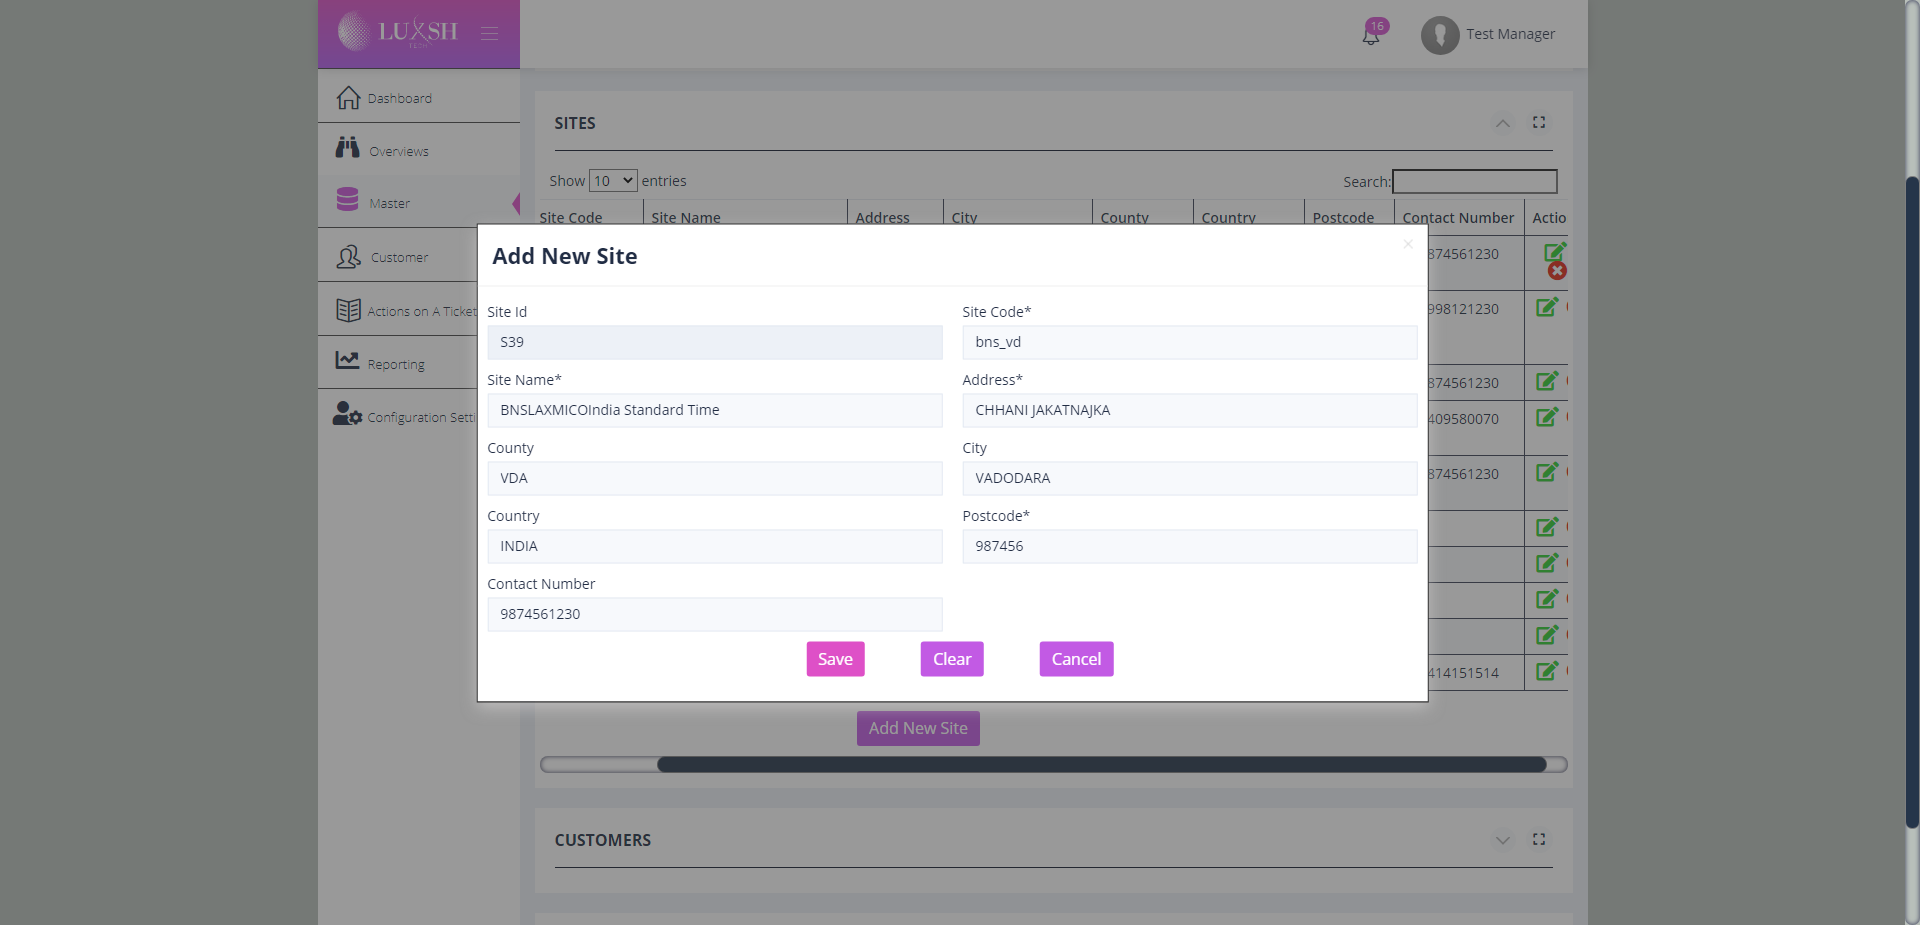 LUXSH
16
Test Manager
Dashboard
Overviews
Master
Customer
Actions on A Ticket
Reporting
Configuration Setti
SITES
Show 10 entries
Search:
Site Code Site Name Address City County Country Postcode Contact Number Actio
874561230
998121230
874561230
409580070
874561230
414151514
Add New Site
×
Site Id
S39
Site Code*
bns_vd
Site Name*
BNSLAXMICOIndia Standard Time
Address*
CHHANI JAKATNAJKA
County
VDA
City
VADODARA
Country
INDIA
Postcode*
987456
Contact Number
9874561230
Save Clear Cancel
Add New Site
CUSTOMERS